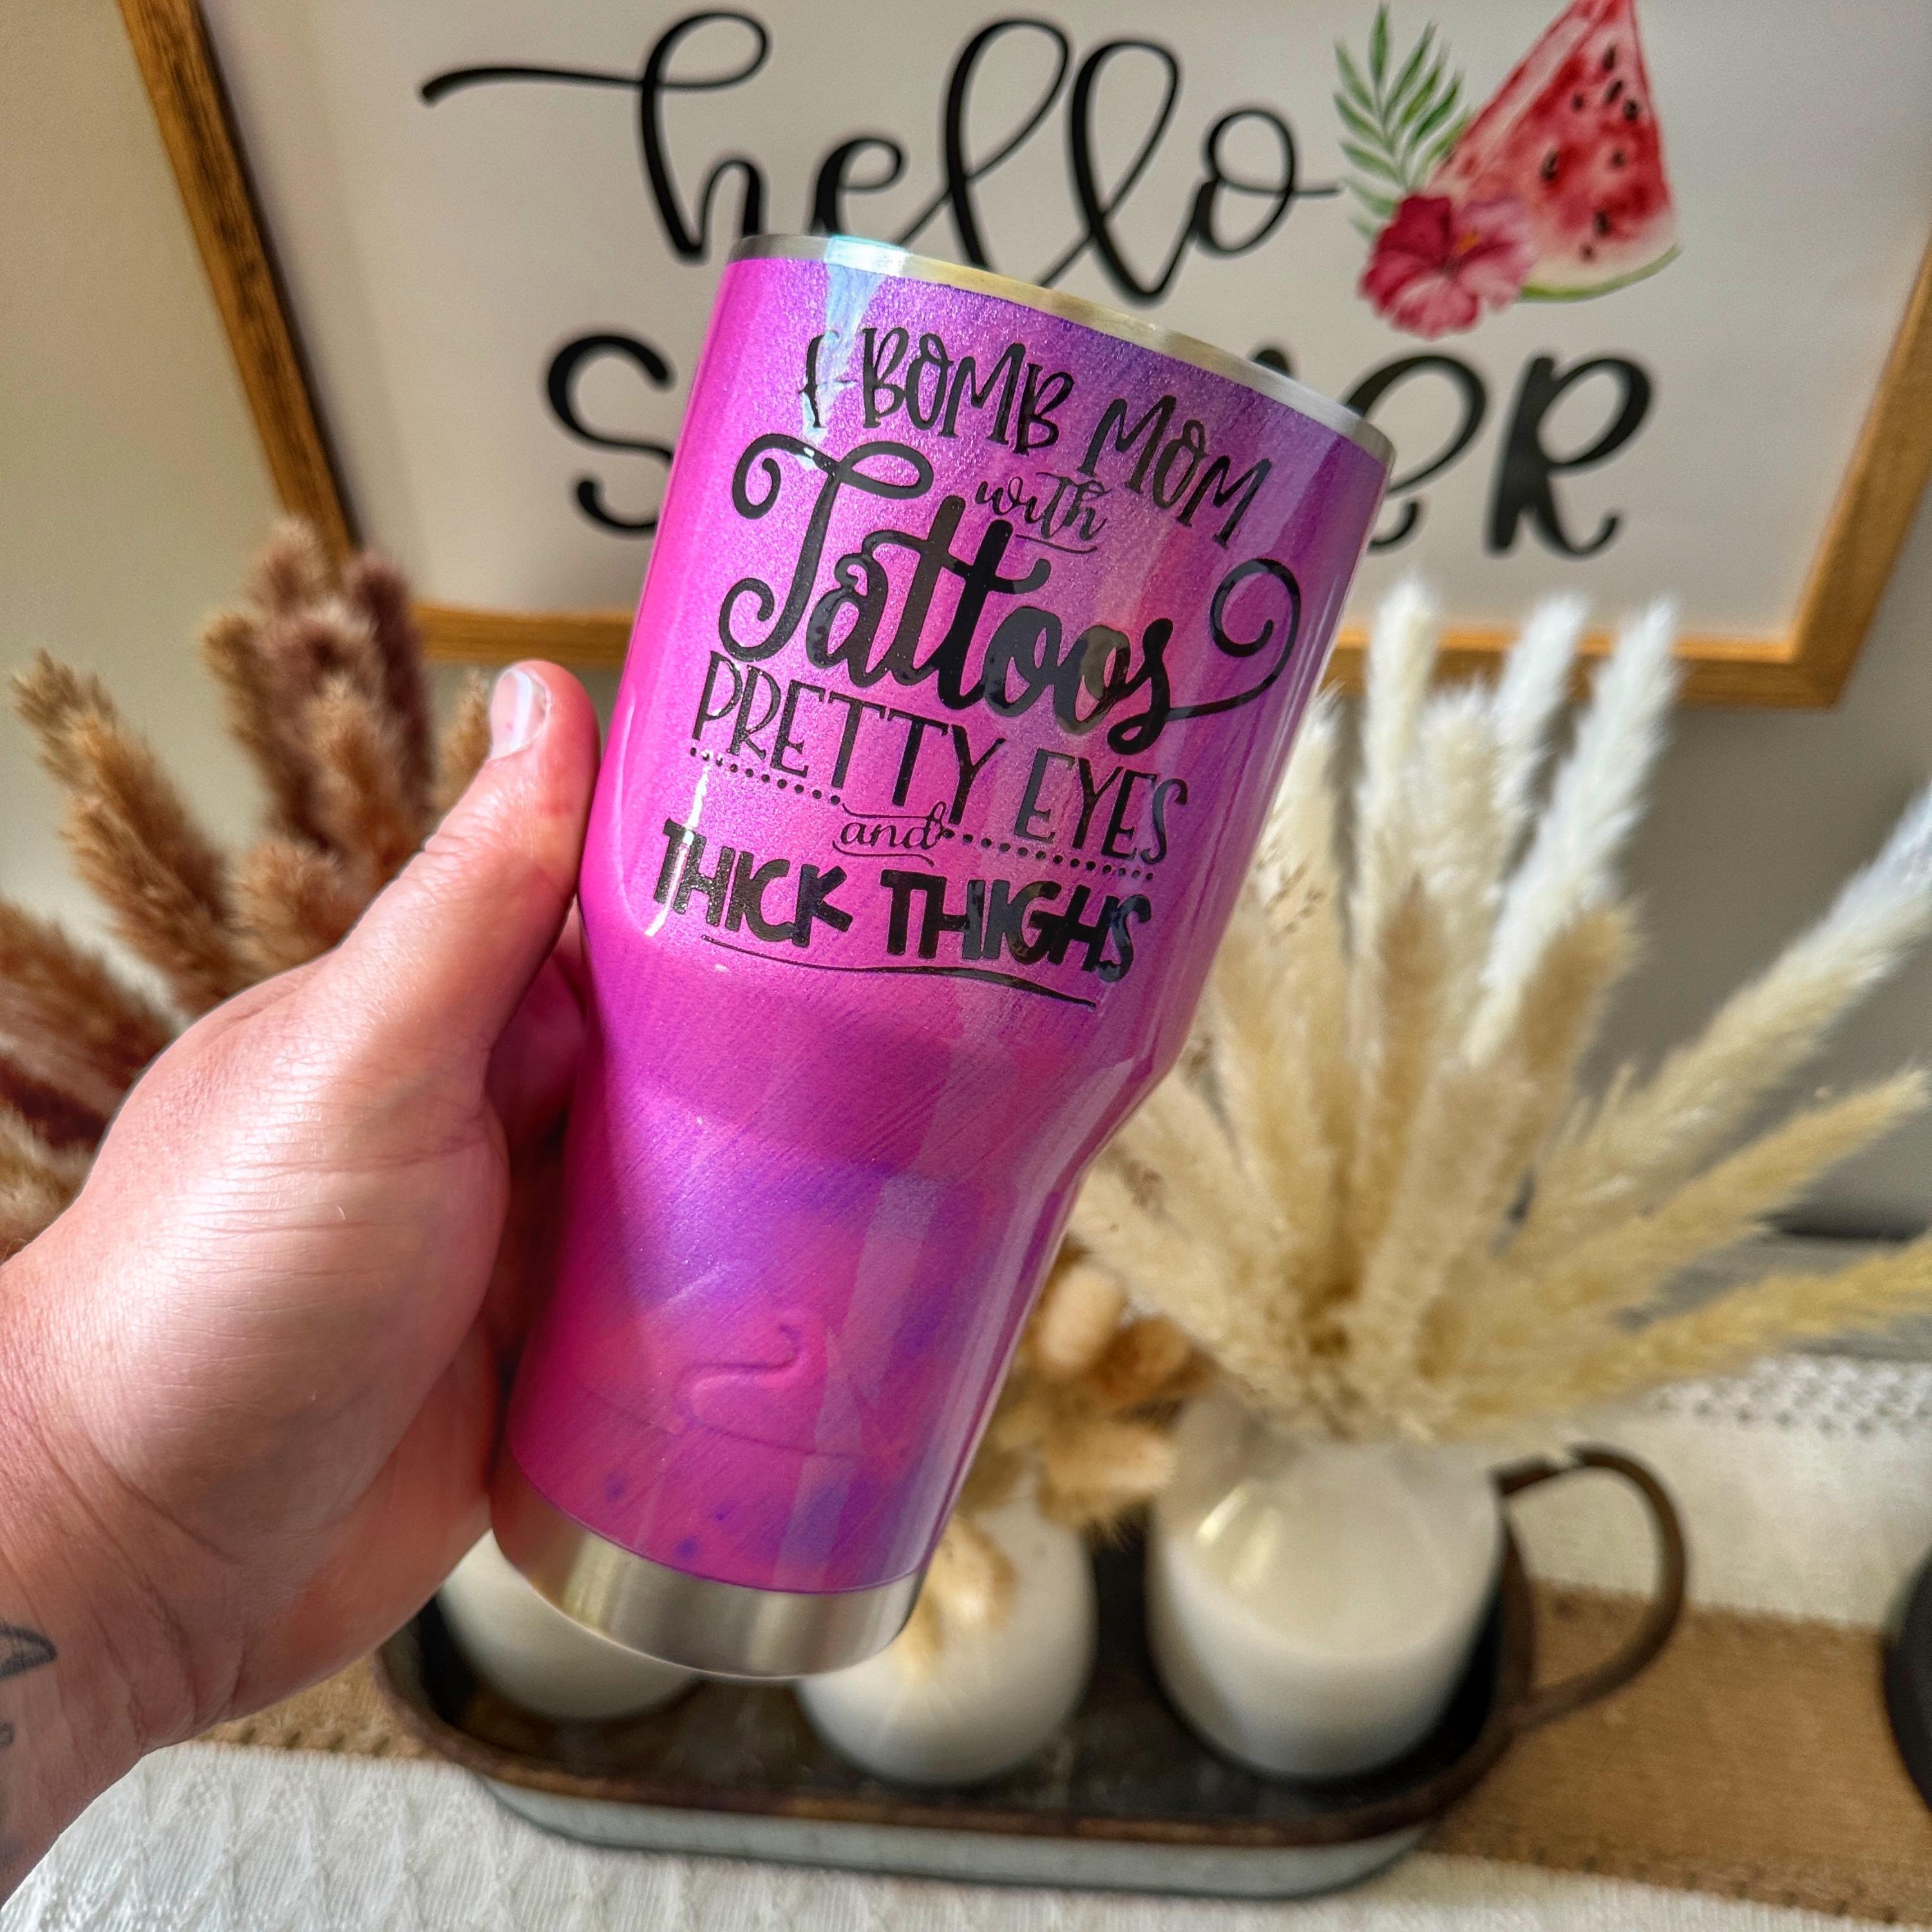 hello
F-BOMB MOM
with
Tattoos
PRETTY EYES
and
THICK THIGHS